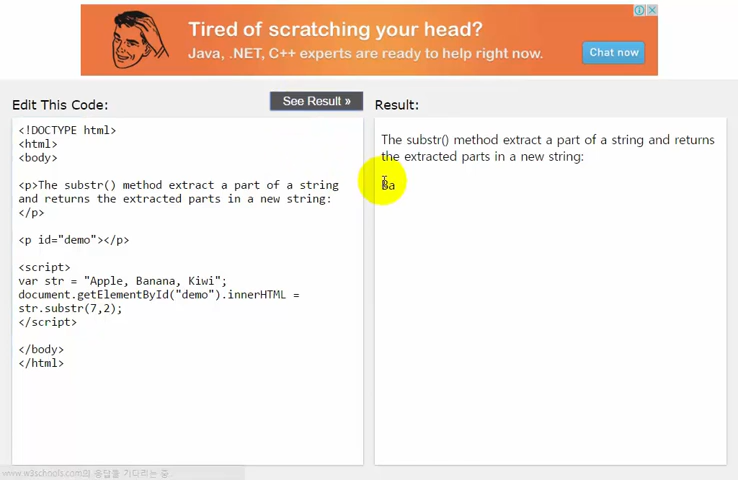 Tired of scratching your head?
Java, .NET, C++ experts are ready to help right now.
Chat now
Edit This Code:
See Result »
Result:
<!DOCTYPE html>
<html>
<body>
<p>The substr() method extract a part of a string
and returns the extracted parts in a new string:
</p>
<p id="demo"></p>
<script>
var str = "Apple, Banana, Kiwi";
document.getElementById("demo").innerHTML =
str.substr(7,2);
</script>
</body>
</html>
The substr() method extract a part of a string and returns
the extracted parts in a new string:
Ba
www.w3schools.com의 응답을 기다리는 중...